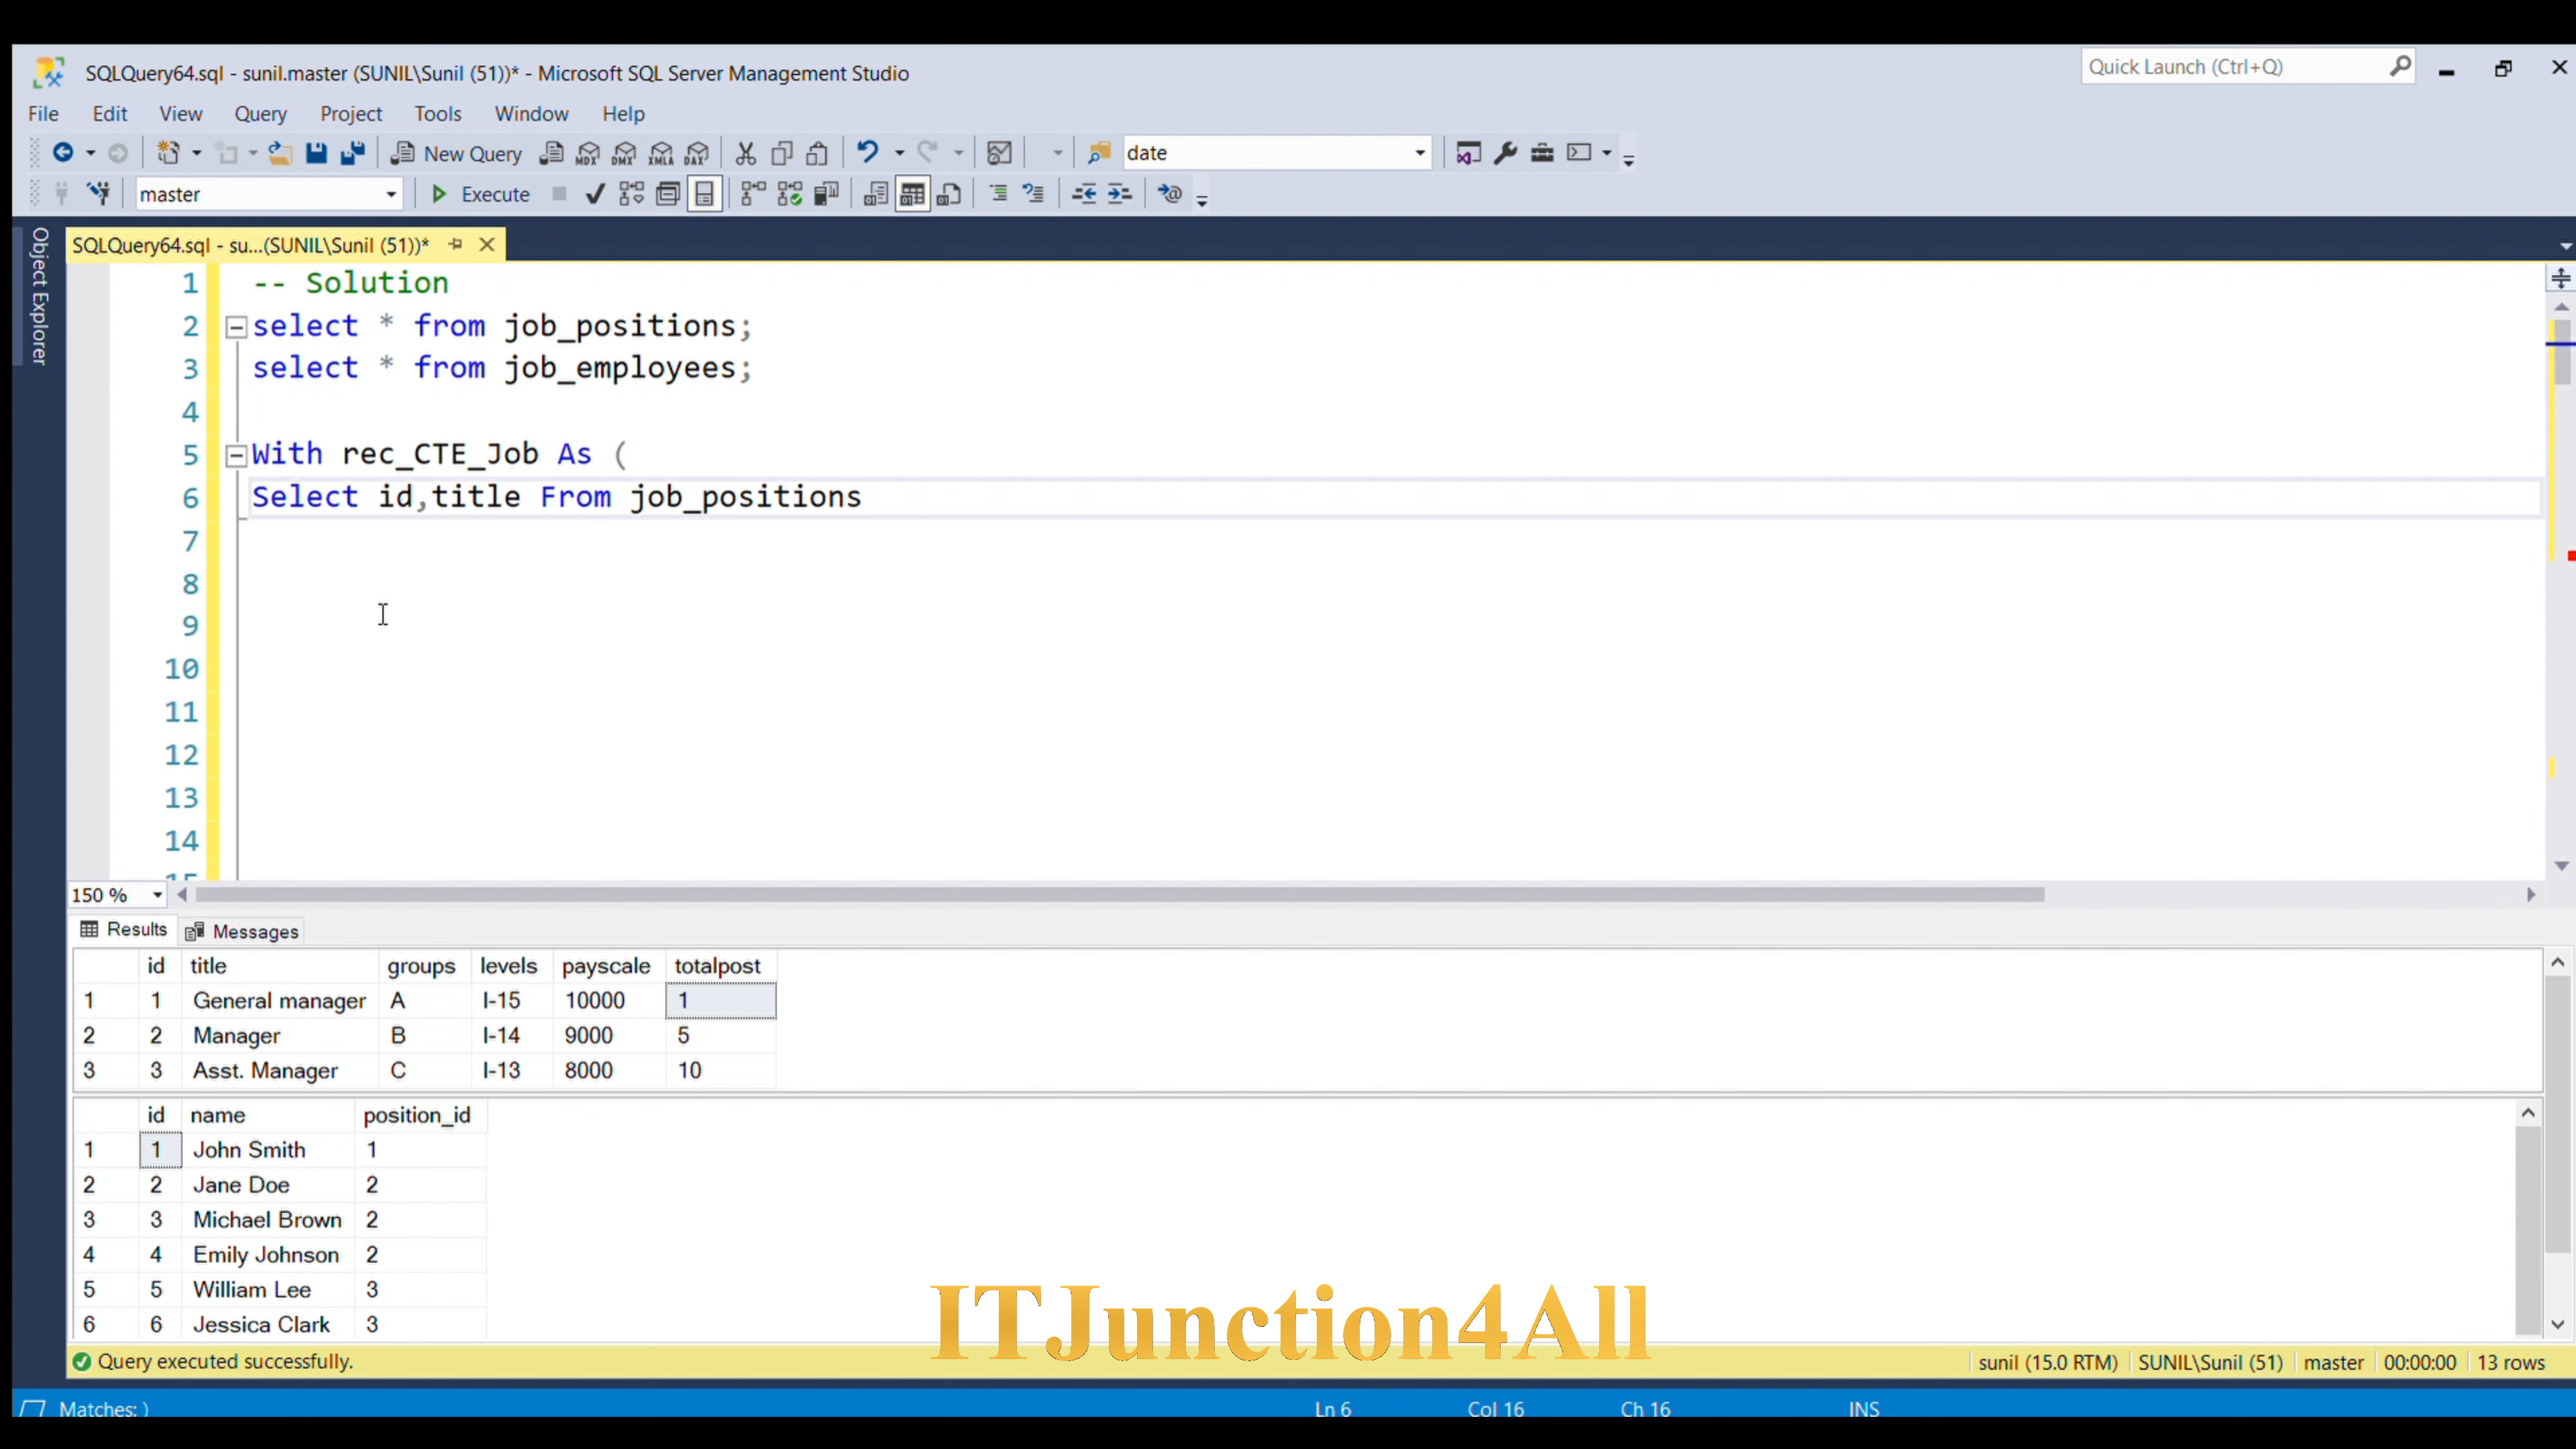 SQLQuery64.sql - sunil.master (SUNIL\Sunil (51))* - Microsoft SQL Server Management Studio
Quick Launch (Ctrl+Q)
File Edit View Query Project Tools Window Help
New Query MDX DMX XMLA DAX date
master Execute
Object Explorer
SQLQuery64.sql - su...(SUNIL\Sunil (51))*
1 -- Solution
2 select * from job_positions;
3 select * from job_employees;
4
5 With rec_CTE_Job As (
6 Select id,title From job_positions
7
8
9
10
11
12
13
14
15
150 %
Results Messages
id title groups levels payscale totalpost
1 1 General manager A l-15 10000 1
2 2 Manager B l-14 9000 5
3 3 Asst. Manager C l-13 8000 10
id name position_id
1 1 John Smith 1
2 2 Jane Doe 2
3 3 Michael Brown 2
4 4 Emily Johnson 2
5 5 William Lee 3
6 6 Jessica Clark 3
ITJunction4All
Query executed successfully. sunil (15.0 RTM) SUNIL\Sunil (51) master 00:00:00 13 rows
Matches: ) Ln 6 Col 16 Ch 16 INS